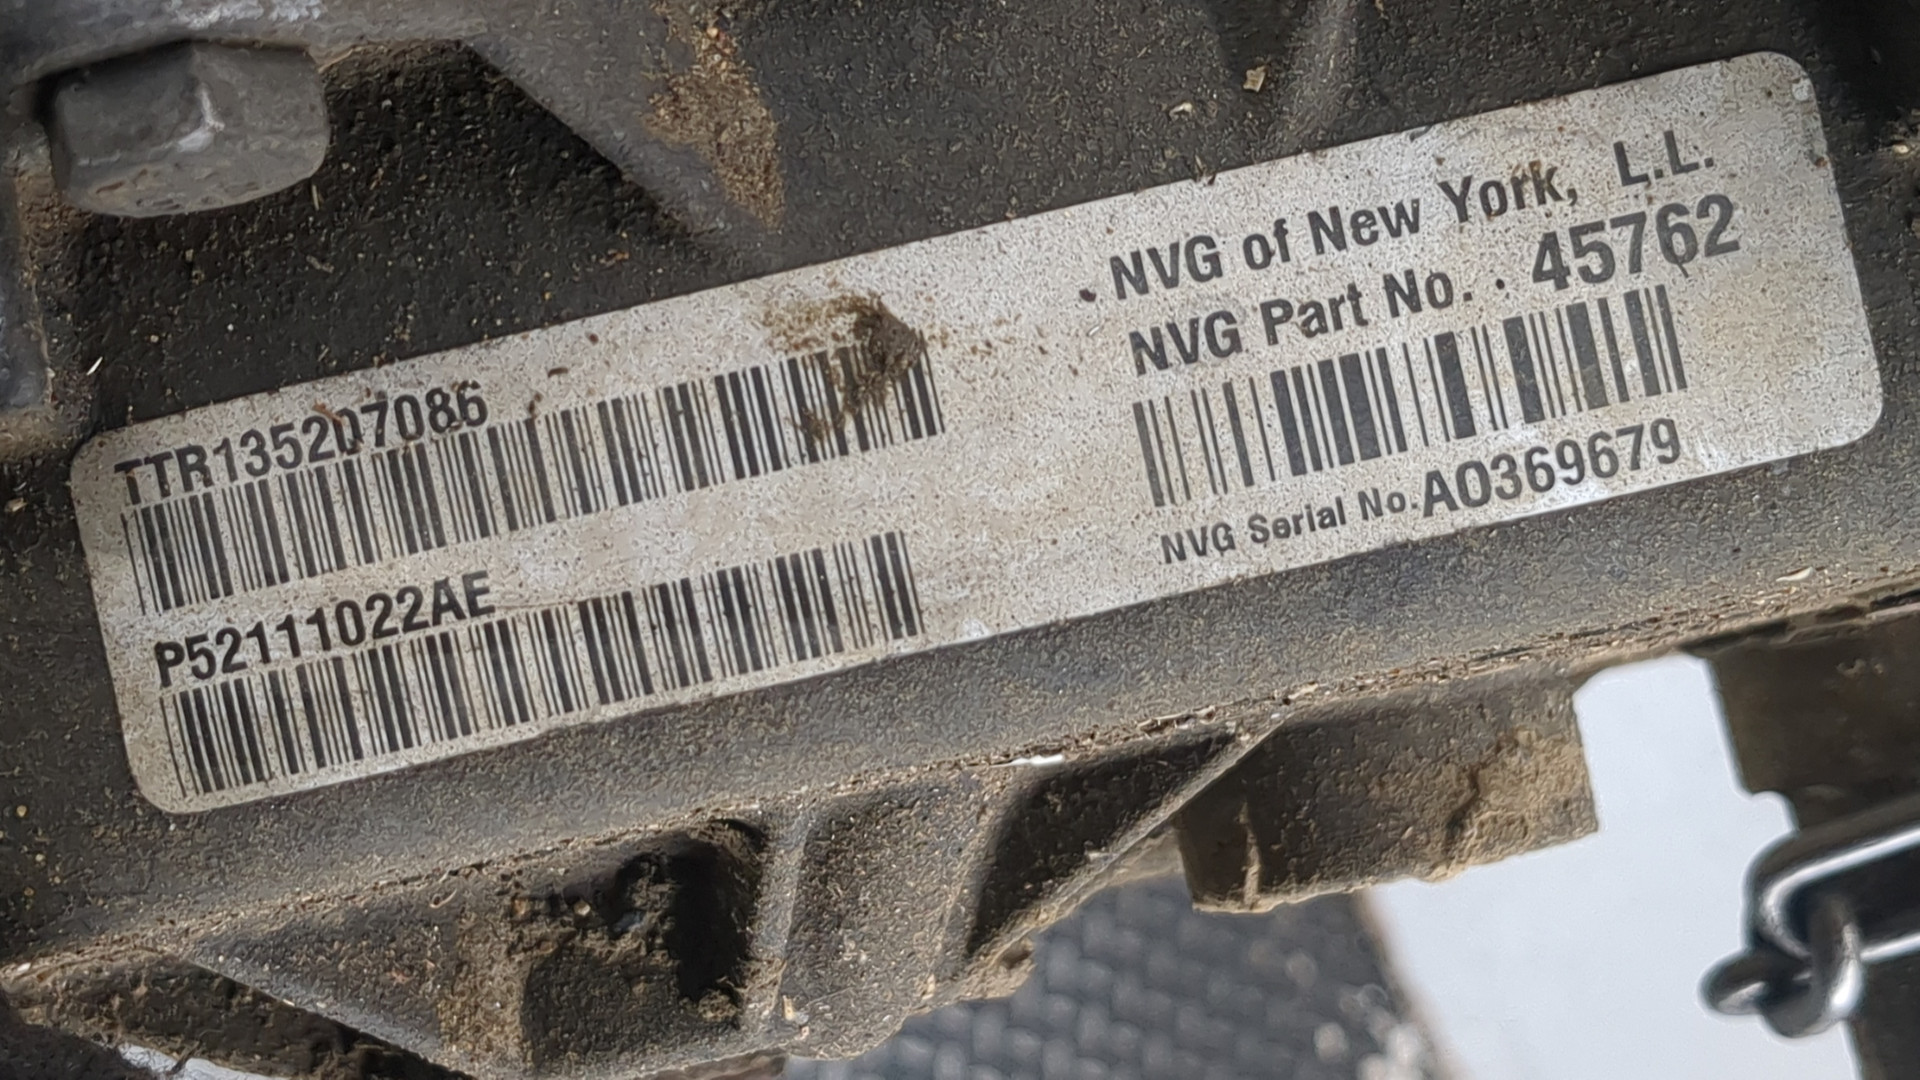 TTR135207086
P52111022AE
NVG of New York, L.L.
NVG Part No. . 45762
NVG Serial No. A0369679